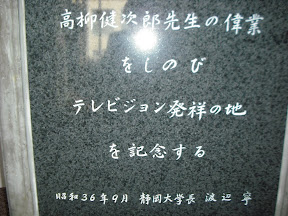 高柳健次郎先生の偉業
をしのび
テレビジョン発祥の地
を記念する
昭和36年9月 静岡大学長 渡辺 寧